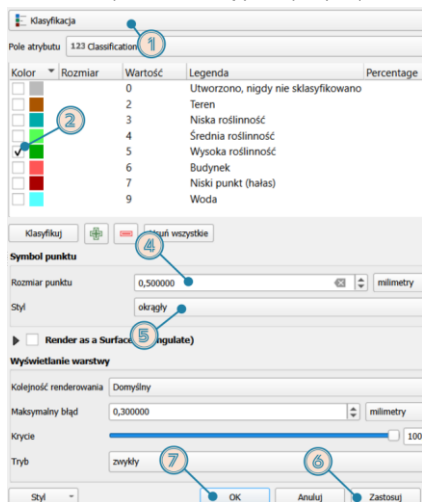 Klasyfikacja
1
Pole atrybutu 123 Classification
Kolor Rozmiar Wartość Legenda Percentage
0 Utworzono, nigdy nie sklasyfikowano
2 Teren
2 3 Niska roślinność
4 Średnia roślinność
5 Wysoka roślinność
6 Budynek
7 Niski punkt (hałas)
9 Woda
Klasyfikuj wszystkie
4
Symbol punktu
Rozmiar punktu 0,500000 milimetry
Styl okrągły
5
Render as a
Wyświetlanie warstwy
Kolejność renderowania Domyślny
Maksymalny błąd 0,300000 milimetry
Krycie 100
Tryb zwykły
7 6
Styl OK Anuluj Zastosuj